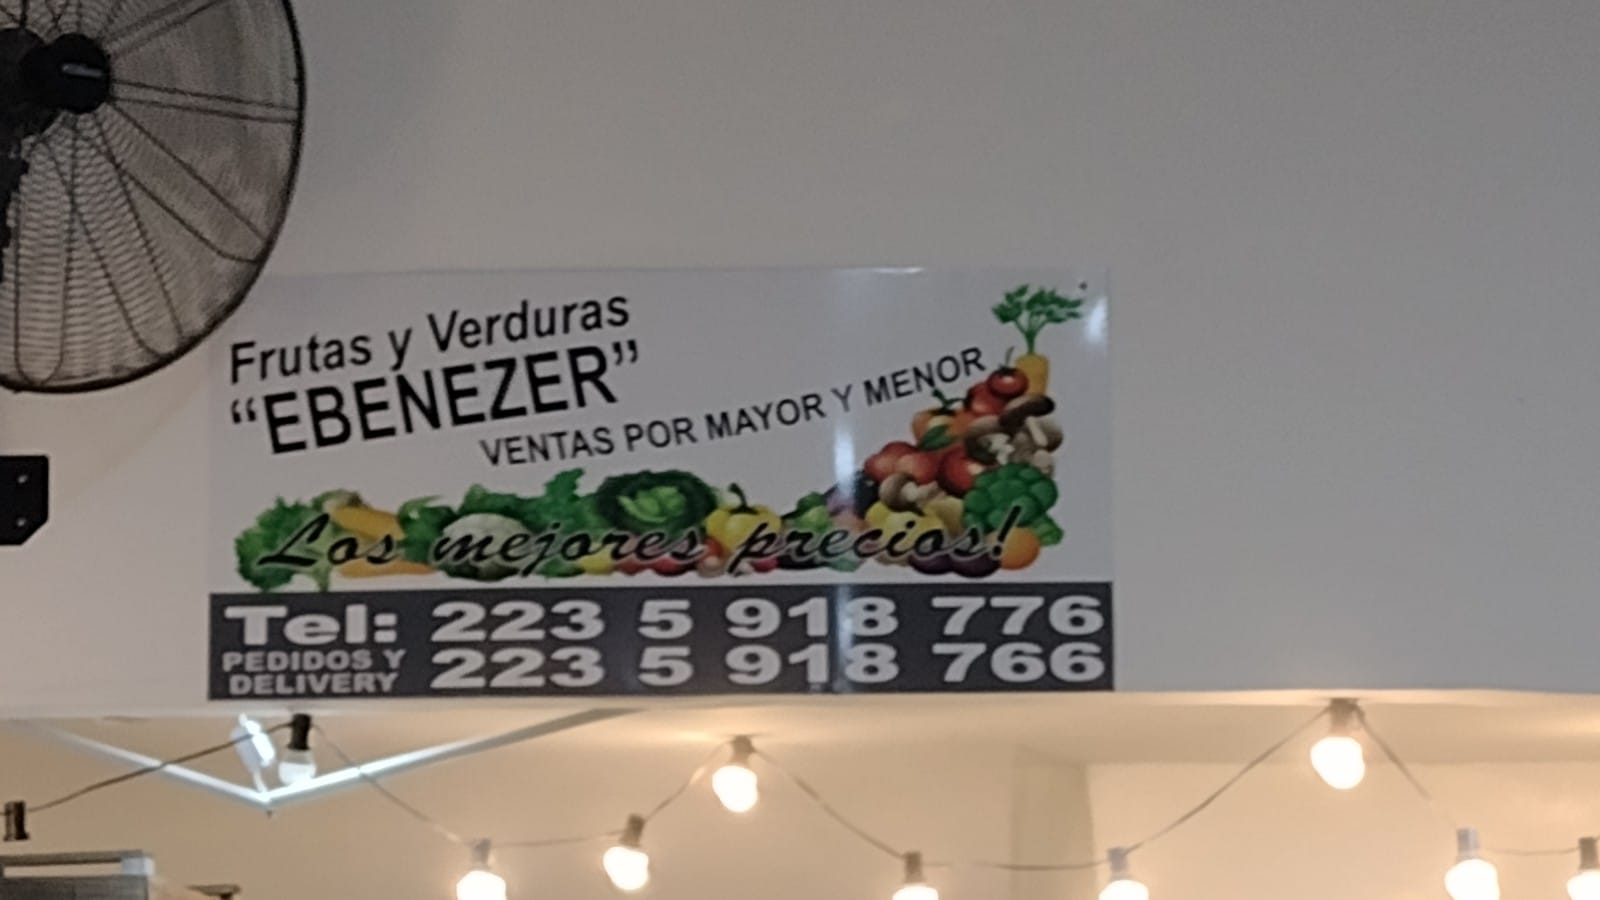 Frutas y Verduras
“EBENEZER”
VENTAS POR MAYOR Y MENOR
Los mejores precios!
Tel: 223 5 918 776
PEDIDOS Y DELIVERY 223 5 918 766